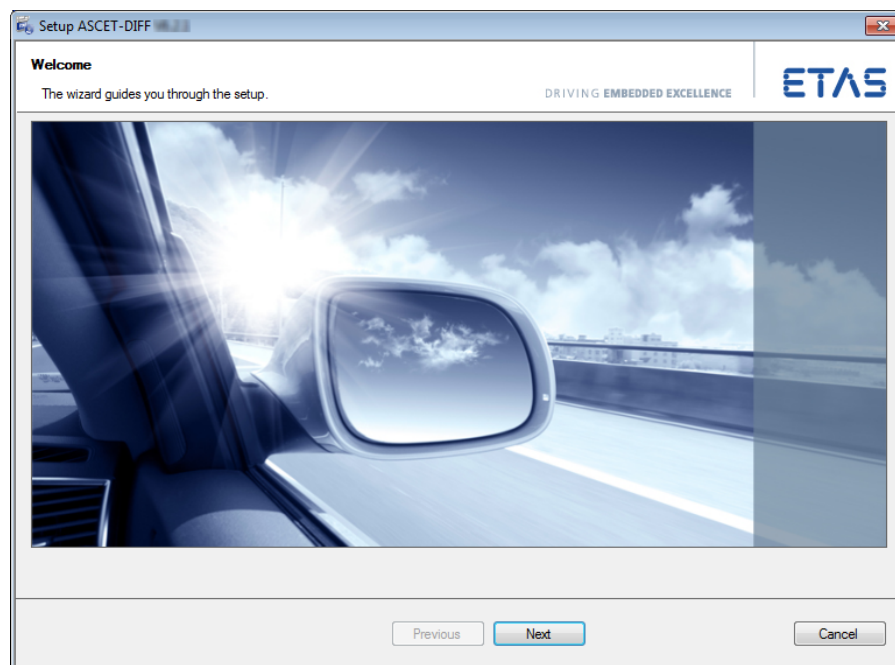 Setup ASCET-DIFF
Welcome
The wizard guides you through the setup.
DRIVING EMBEDDED EXCELLENCE
ETAS
Previous
Next
Cancel